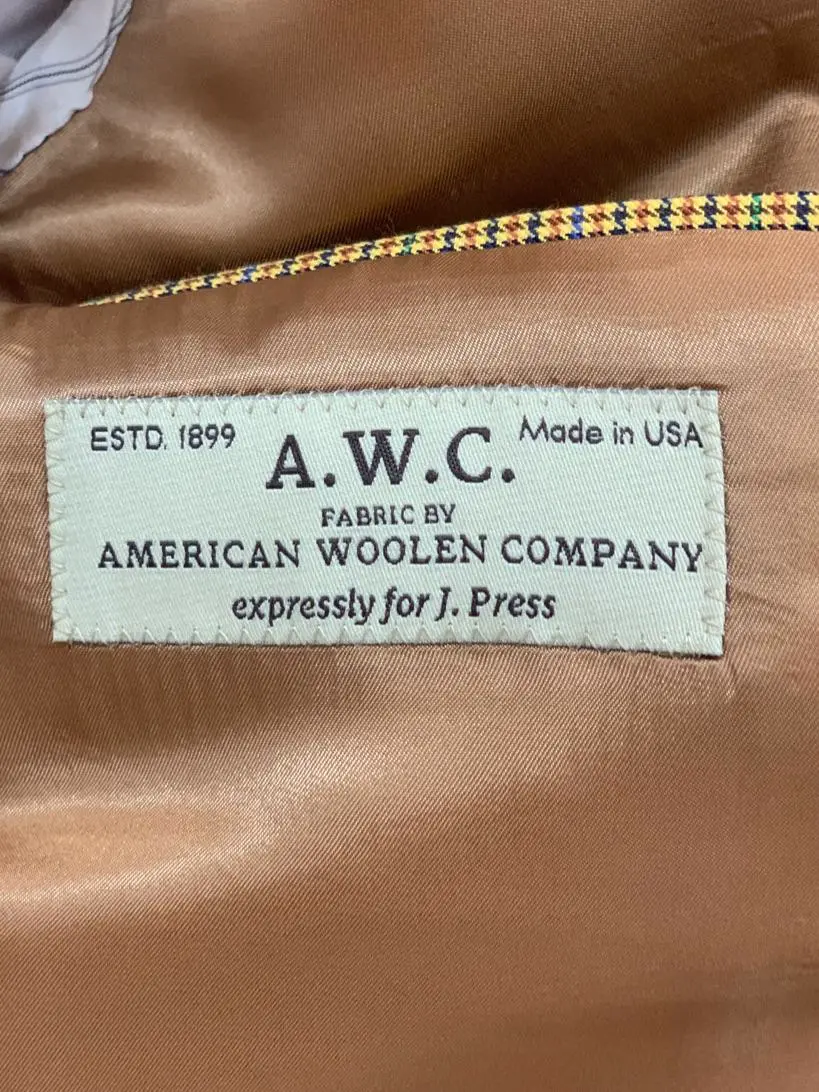 ESTD. 1899
A.W.C.
Made in USA
FABRIC BY
AMERICAN WOOLEN COMPANY
expressly for J. Press